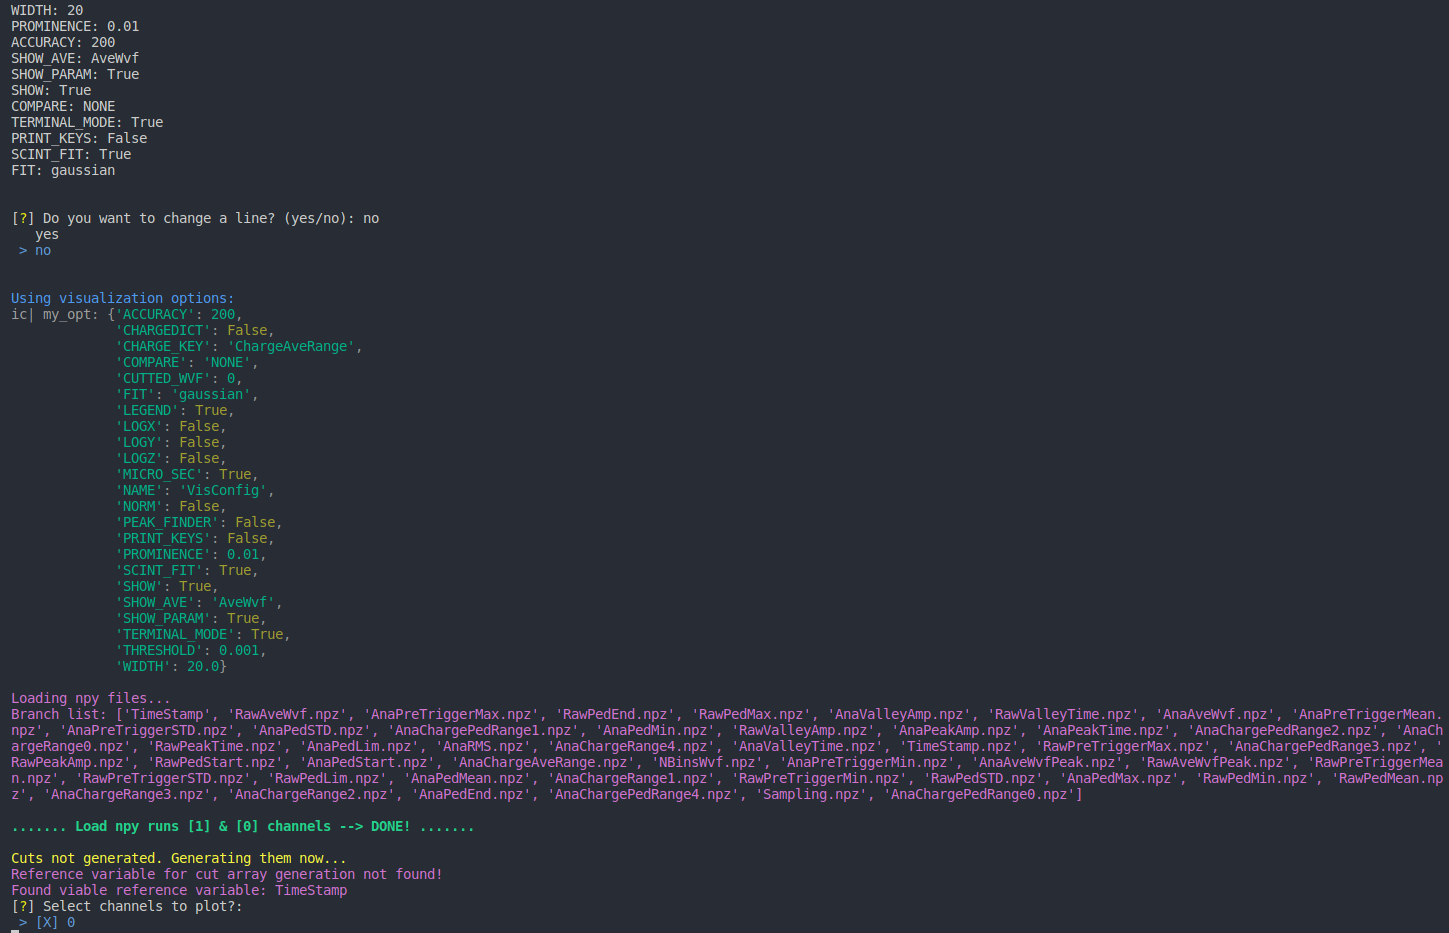 WIDTH: 20
PROMINENCE: 0.01
ACCURACY: 200
SHOW_AVE: AveWvf
SHOW_PARAM: True
SHOW: True
COMPARE: NONE
TERMINAL_MODE: True
PRINT_KEYS: False
SCINT_FIT: True
FIT: gaussian
[?] Do you want to change a line? (yes/no): no
yes
> no
Using visualization options:
ic| my_opt: {'ACCURACY': 200,
'CHARGEDICT': False,
'CHARGE_KEY': 'ChargeAveRange',
'COMPARE': 'NONE',
'CUTTED_WVF': 0,
'FIT': 'gaussian',
'LEGEND': True,
'LOGX': False,
'LOGY': False,
'LOGZ': False,
'MICRO_SEC': True,
'NAME': 'VisConfig',
'NORM': False,
'PEAK_FINDER': False,
'PRINT_KEYS': False,
'PROMINENCE': 0.01,
'SCINT_FIT': True,
'SHOW': True,
'SHOW_AVE': 'AveWvf',
'SHOW_PARAM': True,
'TERMINAL_MODE': True,
'THRESHOLD': 0.001,
'WIDTH': 20.0}
Loading npy files...
Branch list: ['TimeStamp', 'RawAveWvf.npz', 'AnaPreTriggerMax.npz', 'RawPedEnd.npz', 'RawPedMax.npz', 'AnaValleyAmp.npz', 'RawValleyTime.npz', 'AnaAveWvf.npz', 'AnaPreTriggerMean.
npz', 'AnaPreTriggerSTD.npz', 'AnaPedSTD.npz', 'AnaChargePedRange1.npz', 'AnaPedMin.npz', 'RawValleyAmp.npz', 'AnaPeakAmp.npz', 'AnaPeakTime.npz', 'AnaChargePedRange2.npz', 'AnaCh
argeRange0.npz', 'RawPeakTime.npz', 'AnaPedLim.npz', 'AnaRMS.npz', 'AnaChargeRange4.npz', 'AnaValleyTime.npz', 'TimeStamp.npz', 'RawPreTriggerMax.npz', 'AnaChargePedRange3.npz', '
RawPeakAmp.npz', 'RawPedStart.npz', 'AnaPedStart.npz', 'AnaChargeAveRange.npz', 'NBinsWvf.npz', 'AnaPreTriggerMin.npz', 'AnaAveWvfPeak.npz', 'RawAveWvfPeak.npz', 'RawPreTriggerMea
n.npz', 'RawPreTriggerSTD.npz', 'RawPedLim.npz', 'AnaPedMean.npz', 'AnaChargeRange1.npz', 'RawPreTriggerMin.npz', 'RawPedSTD.npz', 'AnaPedMax.npz', 'RawPedMin.npz', 'RawPedMean.np
z', 'AnaChargeRange3.npz', 'AnaChargeRange2.npz', 'AnaPedEnd.npz', 'AnaChargePedRange4.npz', 'Sampling.npz', 'AnaChargePedRange0.npz']
....... Load npy runs [1] & [0] channels --> DONE! .......
Cuts not generated. Generating them now...
Reference variable for cut array generation not found!
Found viable reference variable: TimeStamp
[?] Select channels to plot?:
> [X] 0